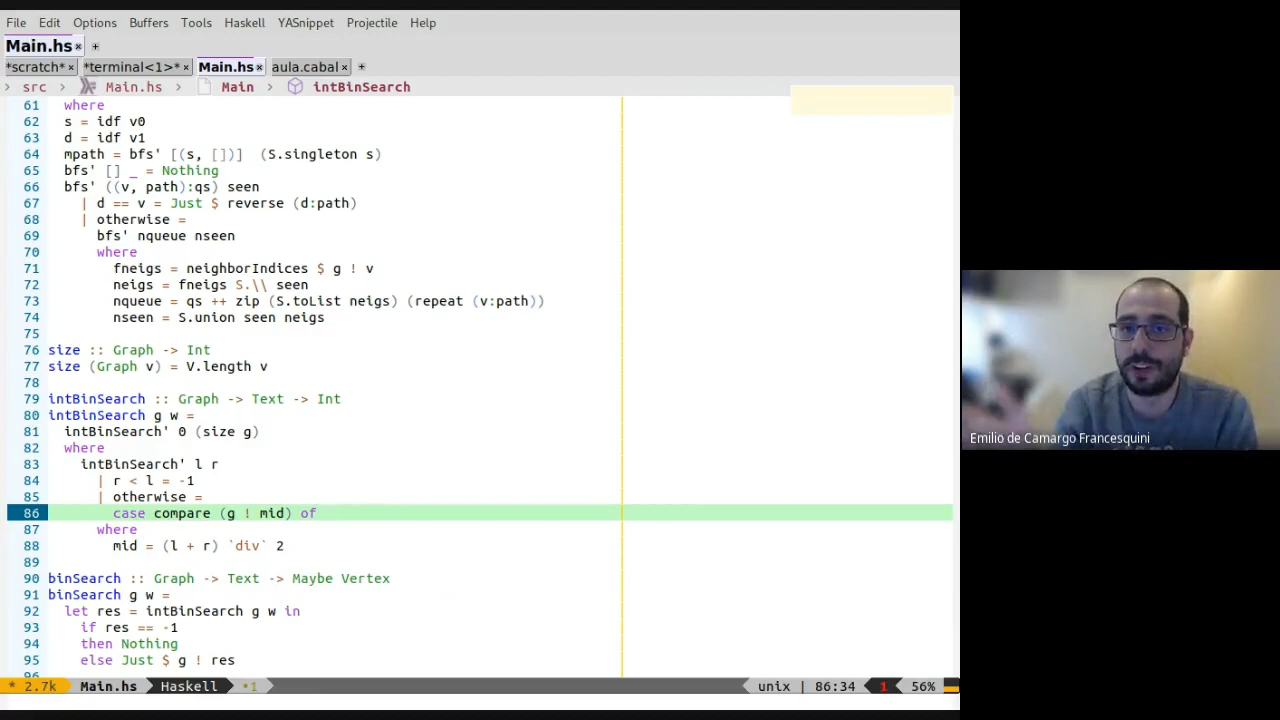 File Edit Options Buffers Tools Haskell YASnippet Projectile Help
Main.hs
*scratch* *terminal<1>* Main.hs aula.cabal
src > Main.hs > Main > intBinSearch
61 where
62 s = idf v0
63 d = idf v1
64 mpath = bfs' [(s, [])] (S.singleton s)
65 bfs' [] _ = Nothing
66 bfs' ((v, path):qs) seen
67 | d == v = Just $ reverse (d:path)
68 | otherwise =
69 bfs' nqueue nseen
70 where
71 fneigs = neighborIndices $ g ! v
72 neigs = fneigs S.\\ seen
73 nqueue = qs ++ zip (S.toList neigs) (repeat (v:path))
74 nseen = S.union seen neigs
75
76 size :: Graph -> Int
77 size (Graph v) = V.length v
78
79 intBinSearch :: Graph -> Text -> Int
80 intBinSearch g w =
81 intBinSearch' 0 (size g)
82 where
83 intBinSearch' l r
84 | r < l = -1
85 | otherwise =
86 case compare (g ! mid) of
87 where
88 mid = (l + r) `div` 2
89
90 binSearch :: Graph -> Text -> Maybe Vertex
91 binSearch g w =
92 let res = intBinSearch g w in
93 if res == -1
94 then Nothing
95 else Just $ g ! res
96
* 2.7k Main.hs Haskell •1 unix | 86:34 1 56%
Emilio de Camargo Francesquini